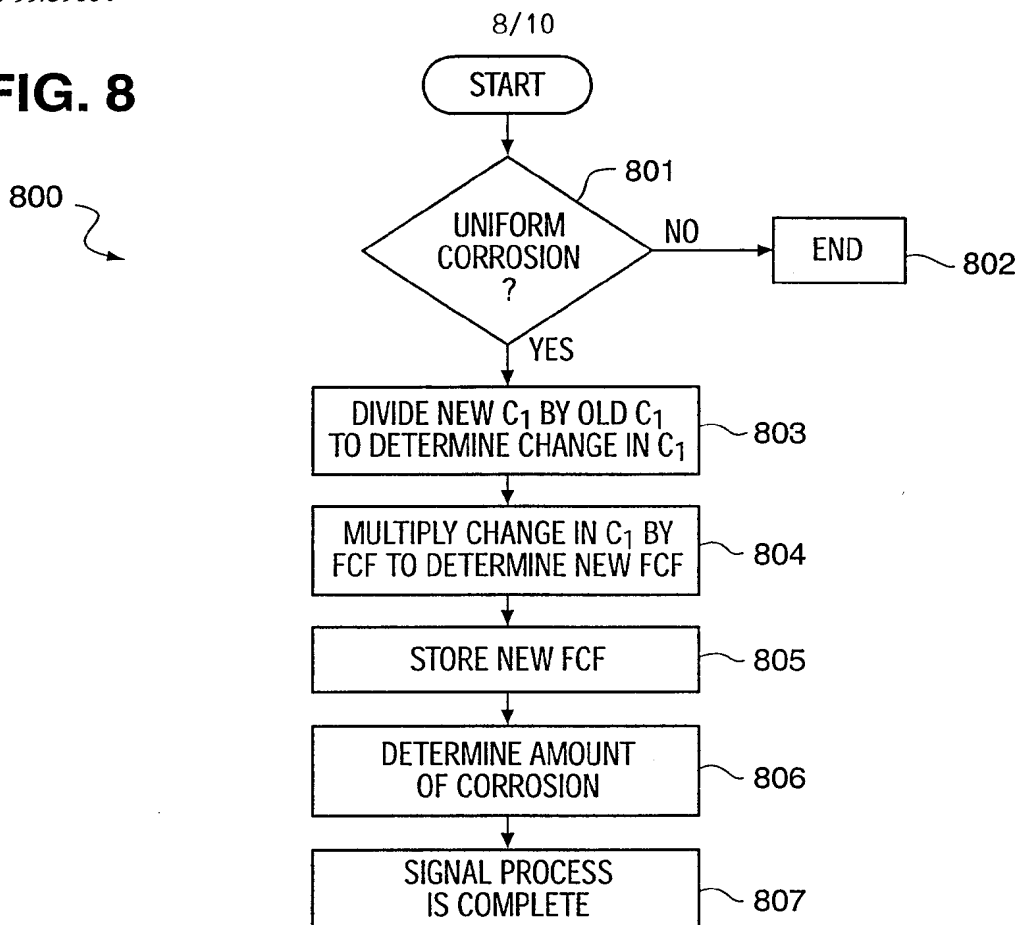 8/10
FIG. 8
START
800
801
UNIFORM
CORROSION
?
NO
END
802
YES
DIVIDE NEW C₁ BY OLD C₁
TO DETERMINE CHANGE IN C₁
803
MULTIPLY CHANGE IN C₁ BY
FCF TO DETERMINE NEW FCF
804
STORE NEW FCF
805
DETERMINE AMOUNT
OF CORROSION
806
SIGNAL PROCESS
IS COMPLETE
807